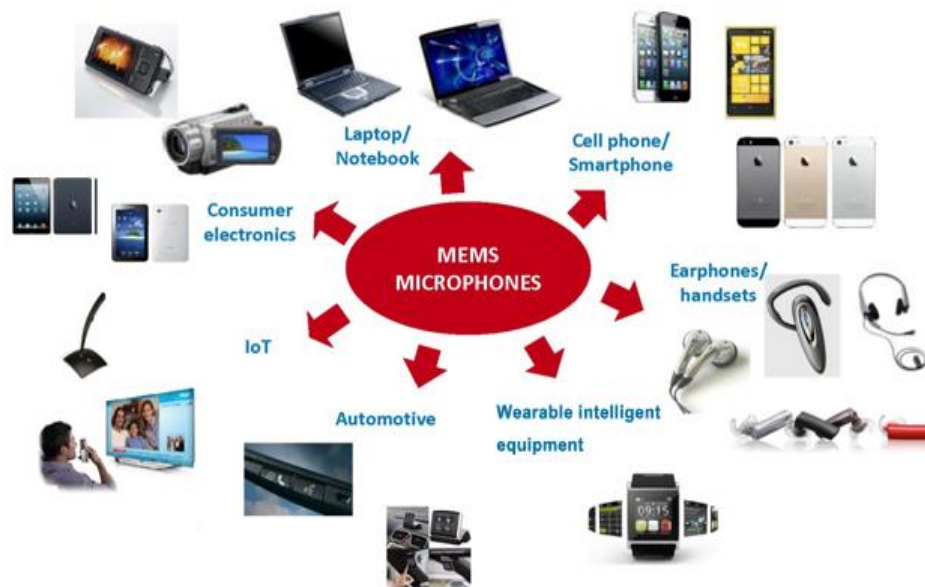 Laptop/
Notebook
Cell phone/
Smartphone
Consumer
electronics
MEMS
MICROPHONES
Earphones/
handsets
IoT
Automotive
Wearable intelligent
equipment
09:15